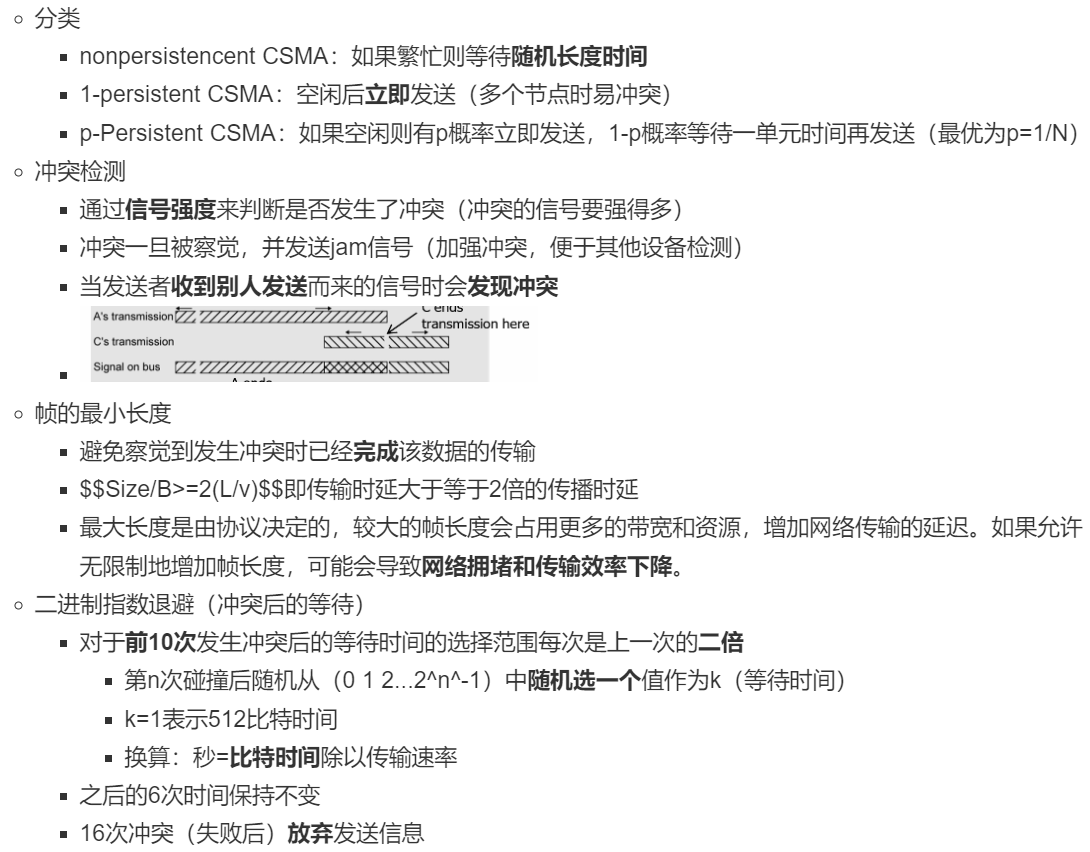 分类
nonpersistencent CSMA：如果繁忙则等待随机长度时间
1-persistent CSMA：空闲后立即发送（多个节点时易冲突）
p-Persistent CSMA：如果空闲则有p概率立即发送，1-p概率等待一单元时间再发送（最优为p=1/N）
冲突检测
通过信号强度来判断是否发生了冲突（冲突的信号要强得多）
冲突一旦被察觉，并发送jam信号（加强冲突，便于其他设备检测）
当发送者收到别人发送而来的信号时会发现冲突
A's transmission
C ends
transmission here
C's transmission
Signal on bus
A ends
帧的最小长度
避免察觉到发生冲突时已经完成该数据的传输
$$Size/B>=2(L/v)$$即传输时延大于等于2倍的传播时延
最大长度是由协议决定的，较大的帧长度会占用更多的带宽和资源，增加网络传输的延迟。如果允许
无限制地增加帧长度，可能会导致网络拥堵和传输效率下降。
二进制指数退避（冲突后的等待）
对于前10次发生冲突后的等待时间的选择范围每次是上一次的二倍
第n次碰撞后随机从（0 1 2...2^n^-1）中随机选一个值作为k（等待时间）
k=1表示512比特时间
换算：秒=比特时间除以传输速率
之后的6次时间保持不变
16次冲突（失败后）放弃发送信息